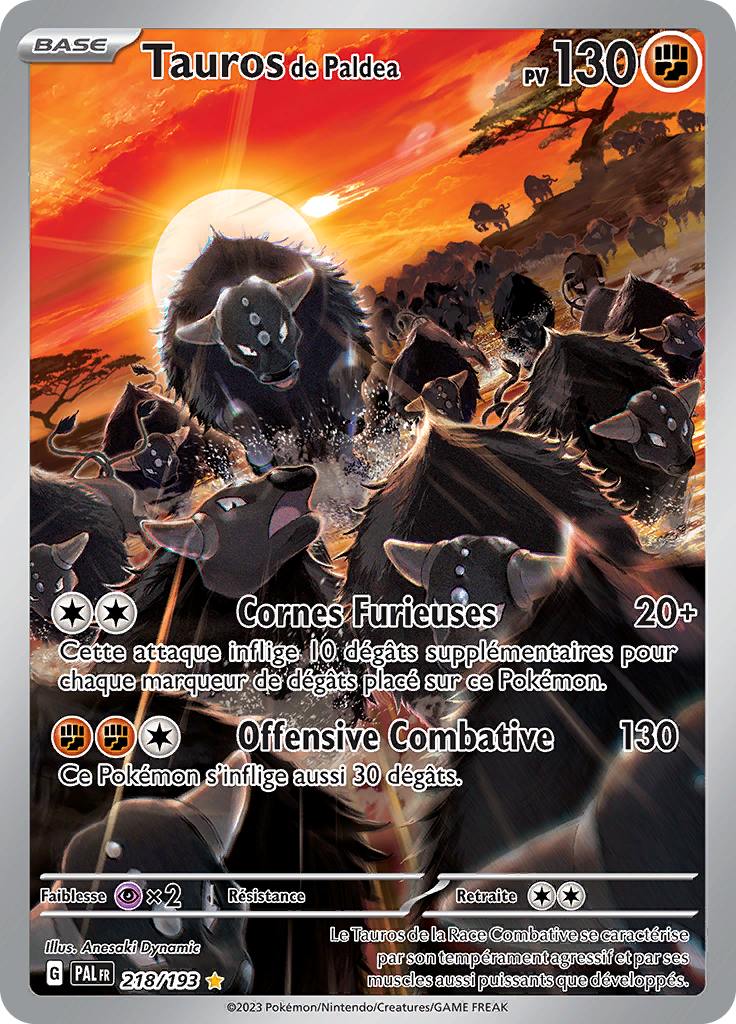 BASE
Tauros de Paldea
PV 130
Cornes Furieuses 20+
Cette attaque inflige 10 dégâts supplémentaires pour
chaque marqueur de dégâts placé sur ce Pokémon.
Offensive Combative 130
Ce Pokémon s'inflige aussi 30 dégâts.
Faiblesse ×2 Résistance Retraite
Illus. Anesaki Dynamic
G PAL FR 218/193
Le Tauros de la Race Combative se caractérise
par son tempérament agressif et par ses
muscles aussi puissants que développés.
©2023 Pokémon/Nintendo/Creatures/GAME FREAK